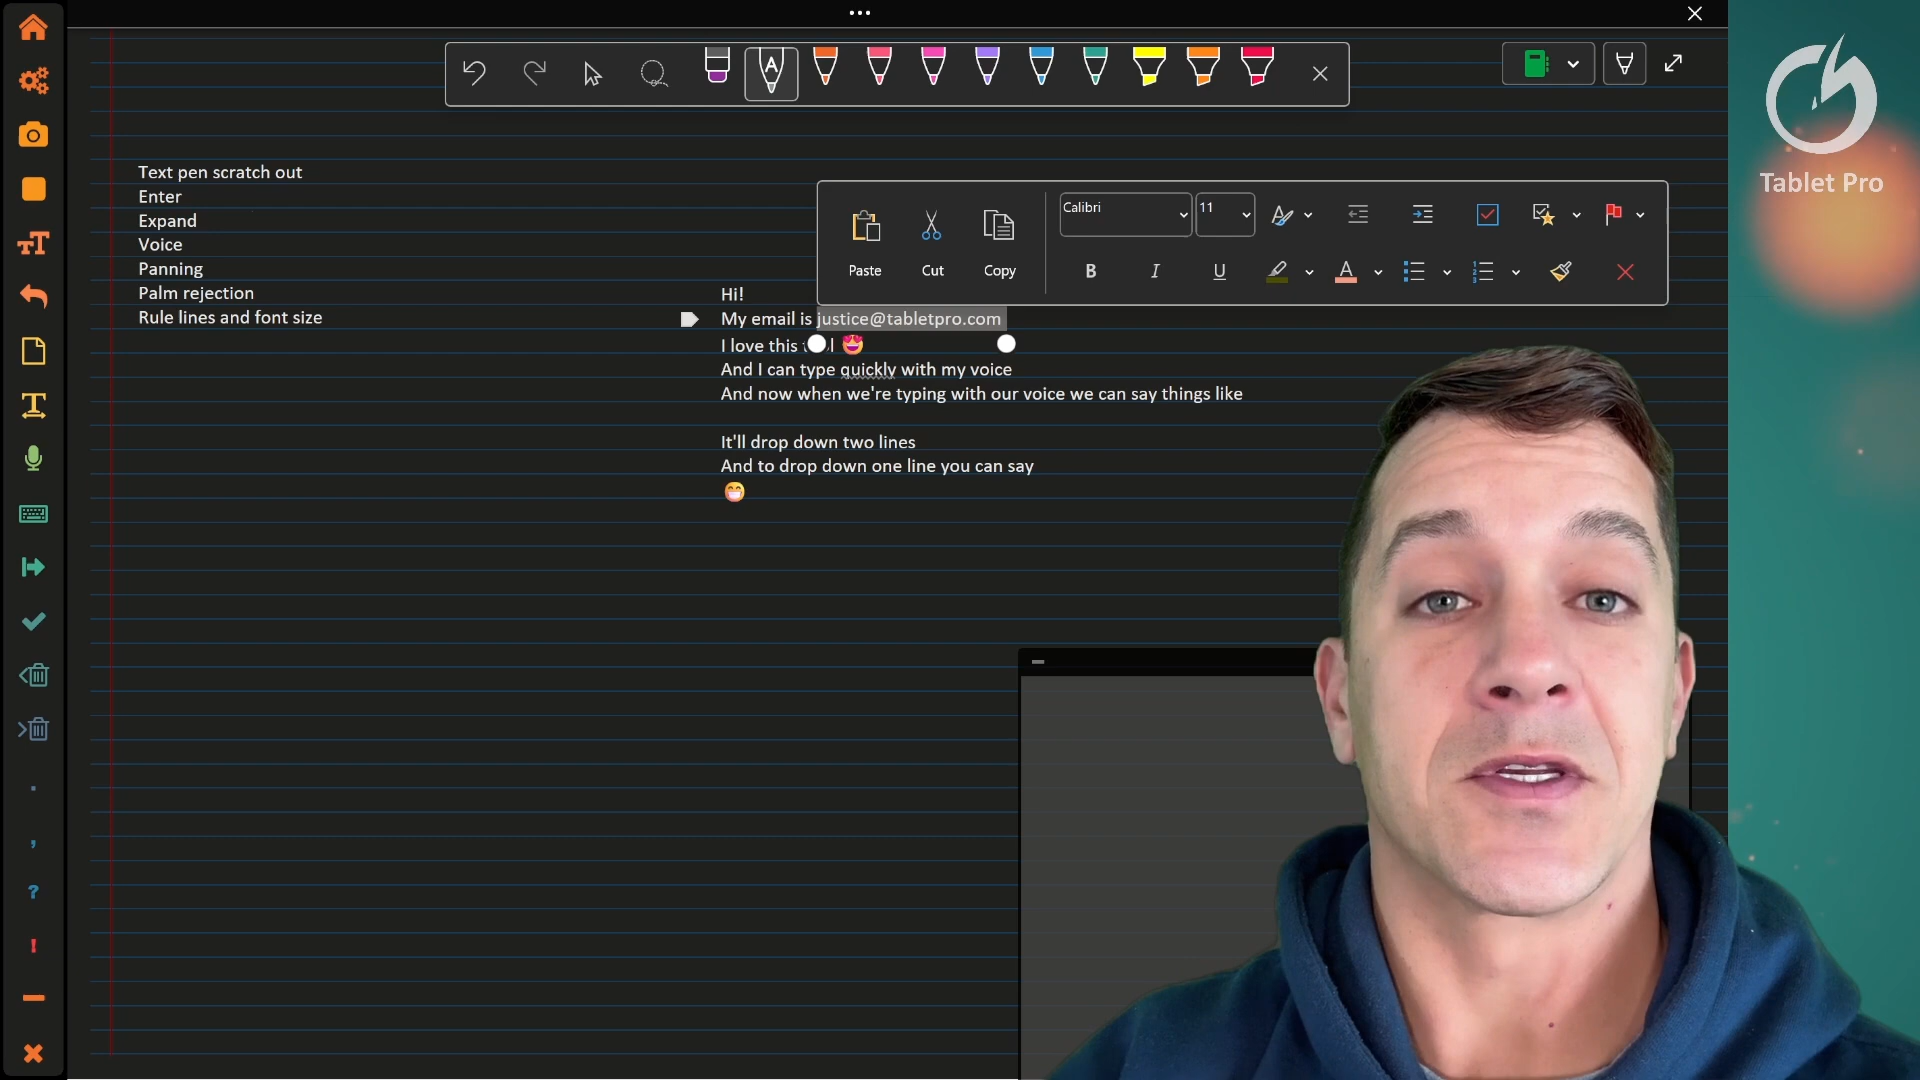 Tablet Pro
Text pen scratch out
Enter
Expand
Voice
Panning
Palm rejection
Rule lines and font size
Calibri
11
Paste
Cut
Copy
B
I
U
A
Hi!
My email is justice@tabletpro.com
I love this
And I can type quickly with my voice
And now when we're typing with our voice we can say things like
It'll drop down two lines
And to drop down one line you can say